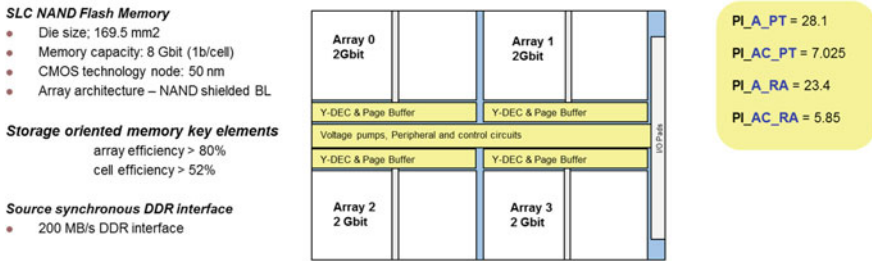 SLC NAND Flash Memory
• Die size; 169.5 mm2
• Memory capacity: 8 Gbit (1b/cell)
• CMOS technology node: 50 nm
• Array architecture – NAND shielded BL
Storage oriented memory key elements
array efficiency > 80%
cell efficiency > 52%
Source synchronous DDR interface
• 200 MB/s DDR interface
Array 0
2Gbit
Array 1
2Gbit
Y-DEC & Page Buffer
Y-DEC & Page Buffer
Voltage pumps, Peripheral and control circuits
Y-DEC & Page Buffer
Y-DEC & Page Buffer
Array 2
2 Gbit
Array 3
2 Gbit
I/O Pads
PI_A_PT = 28.1
PI_AC_PT = 7.025
PI_A_RA = 23.4
PI_AC_RA = 5.85